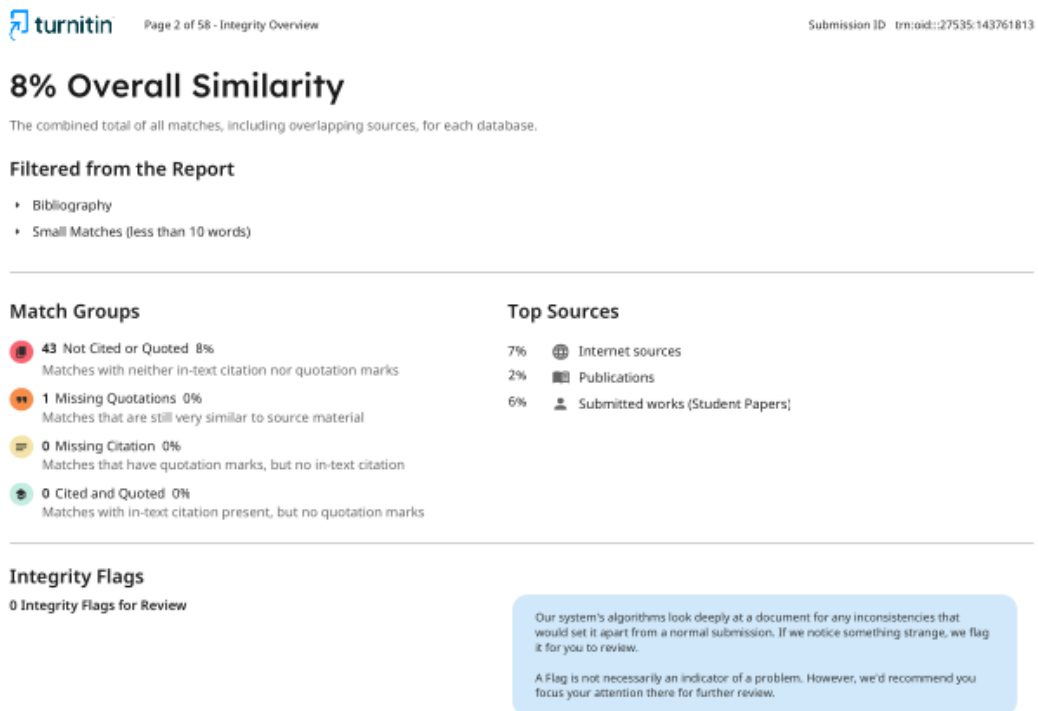 turnitin Page 2 of 58 - Integrity Overview Submission ID trn:oid:::27535:143761813
8% Overall Similarity
The combined total of all matches, including overlapping sources, for each database.
Filtered from the Report
Bibliography
Small Matches (less than 10 words)
Match Groups
43 Not Cited or Quoted 8%
Matches with neither in-text citation nor quotation marks
1 Missing Quotations 0%
Matches that are still very similar to source material
0 Missing Citation 0%
Matches that have quotation marks, but no in-text citation
0 Cited and Quoted 0%
Matches with in-text citation present, but no quotation marks
Top Sources
7% Internet sources
2% Publications
6% Submitted works (Student Papers)
Integrity Flags
0 Integrity Flags for Review
Our system's algorithms look deeply at a document for any inconsistencies that
would set it apart from a normal submission. If we notice something strange, we flag
it for you to review.
A Flag is not necessarily an indicator of a problem. However, we'd recommend you
focus your attention there for further review.